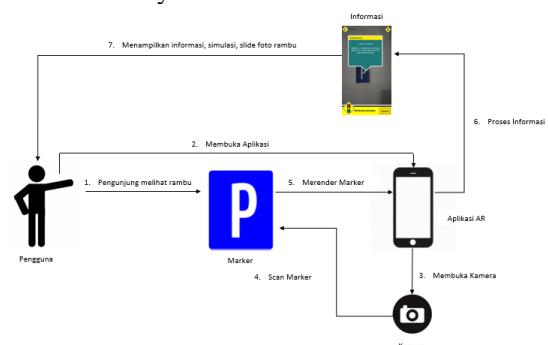 Informasi
7. Menampilkan informasi, simulasi, slide foto rambu
6. Proses Informasi
2. Membuka Aplikasi
1. Pengunjung melihat rambu
P
5. Merender Marker
Aplikasi AR
Pengguna
Marker
3. Membuka Kamera
4. Scan Marker